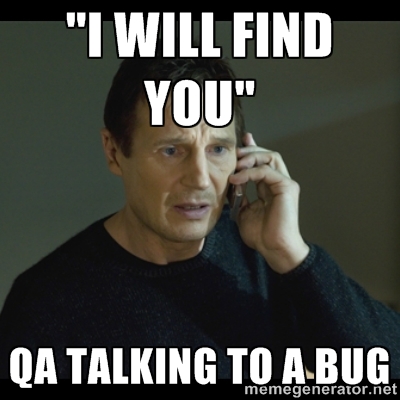 "I WILL FIND
YOU"
QA TALKING TO A BUG
memegenerator.net